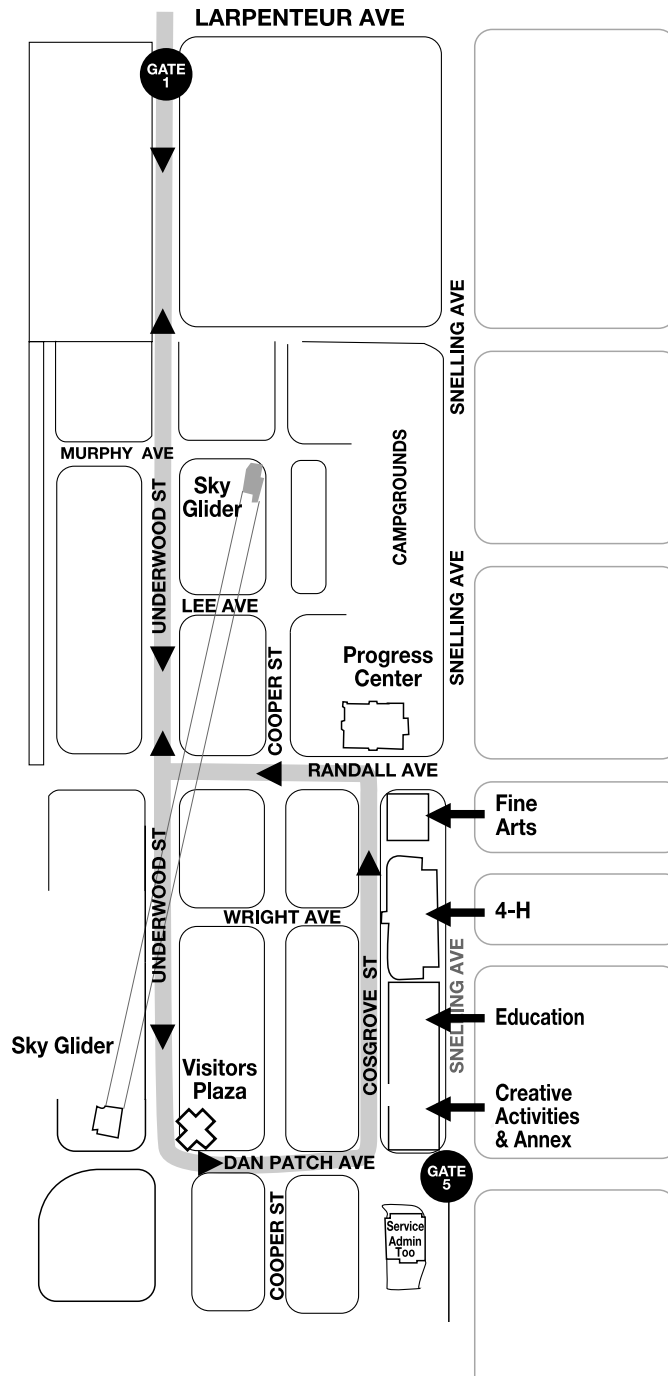 LARPENTEUR AVE
GATE
1
SNELLING AVE
MURPHY AVE
CAMPGROUNDS
Sky
Glider
UNDERWOOD ST
SNELLING AVE
LEE AVE
COOPER ST
Progress
Center
RANDALL AVE
Fine
Arts
UNDERWOOD ST
WRIGHT AVE
4-H
SNELLING AVE
COSGROVE ST
Education
Sky Glider
Visitors
Plaza
Creative
Activities
& Annex
DAN PATCH AVE
GATE
5
COOPER ST
Service
Admin
Too